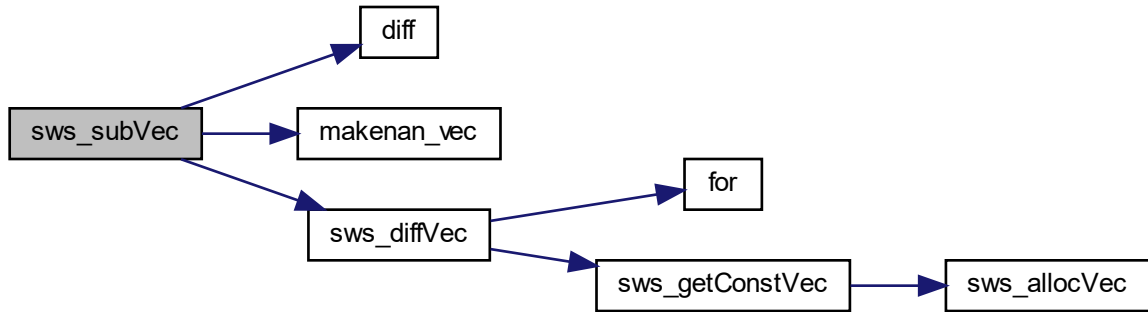 diff
sws_subVec
makenan_vec
for
sws_diffVec
sws_getConstVec
sws_allocVec